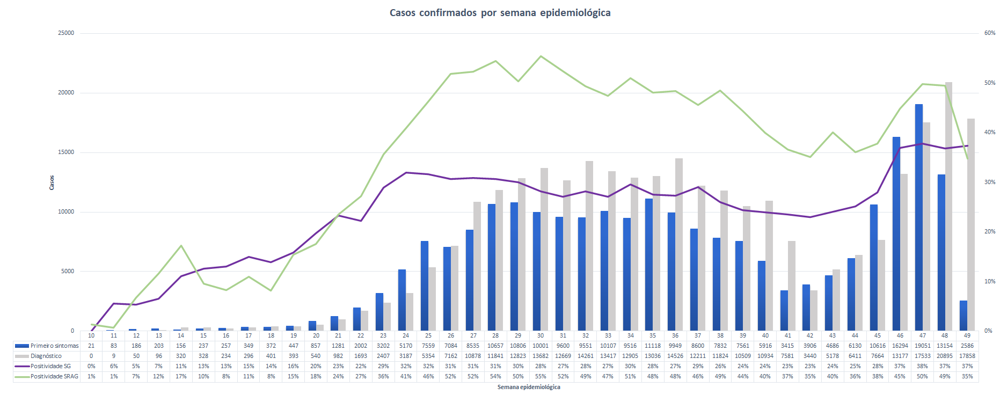 Casos confirmados por semana epidemiológica
25000
20000
15000
10000
5000
0
Casos
60%
50%
40%
30%
20%
10%
0%
10 11 12 13 14 15 16 17 18 19 20 21 22 23 24 25 26 27 28 29 30 31 32 33 34 35 36 37 38 39 40 41 42 43 44 45 46 47 48 49
Primeiro sintomas 21 83 186 203 156 237 257 349 372 447 857 1281 2002 3202 5170 7559 7084 8535 10657 10806 10001 9600 9551 10107 9516 11118 9949 8600 7832 7561 5916 3415 3906 4686 6130 10616 16294 19051 13154 2586
Diagnóstico 0 9 50 96 320 328 234 296 401 393 540 982 1693 2407 3187 5354 7162 10878 11841 12823 13682 12669 14261 13417 12905 13036 14526 12211 11824 10509 10934 7581 3440 5178 6411 7664 13177 17533 20895 17858
Positividade SG 0% 6% 5% 7% 11% 13% 13% 15% 14% 16% 20% 23% 22% 29% 32% 32% 31% 31% 31% 30% 28% 27% 28% 27% 30% 28% 27% 29% 26% 24% 24% 23% 23% 24% 25% 28% 37% 38% 37% 37%
Positividade SRAG 1% 1% 7% 12% 17% 10% 8% 11% 8% 15% 18% 24% 27% 36% 41% 46% 52% 52% 54% 50% 55% 52% 49% 47% 51% 48% 48% 46% 49% 44% 40% 37% 35% 40% 36% 38% 45% 50% 49% 35%
Semana epidemiológica